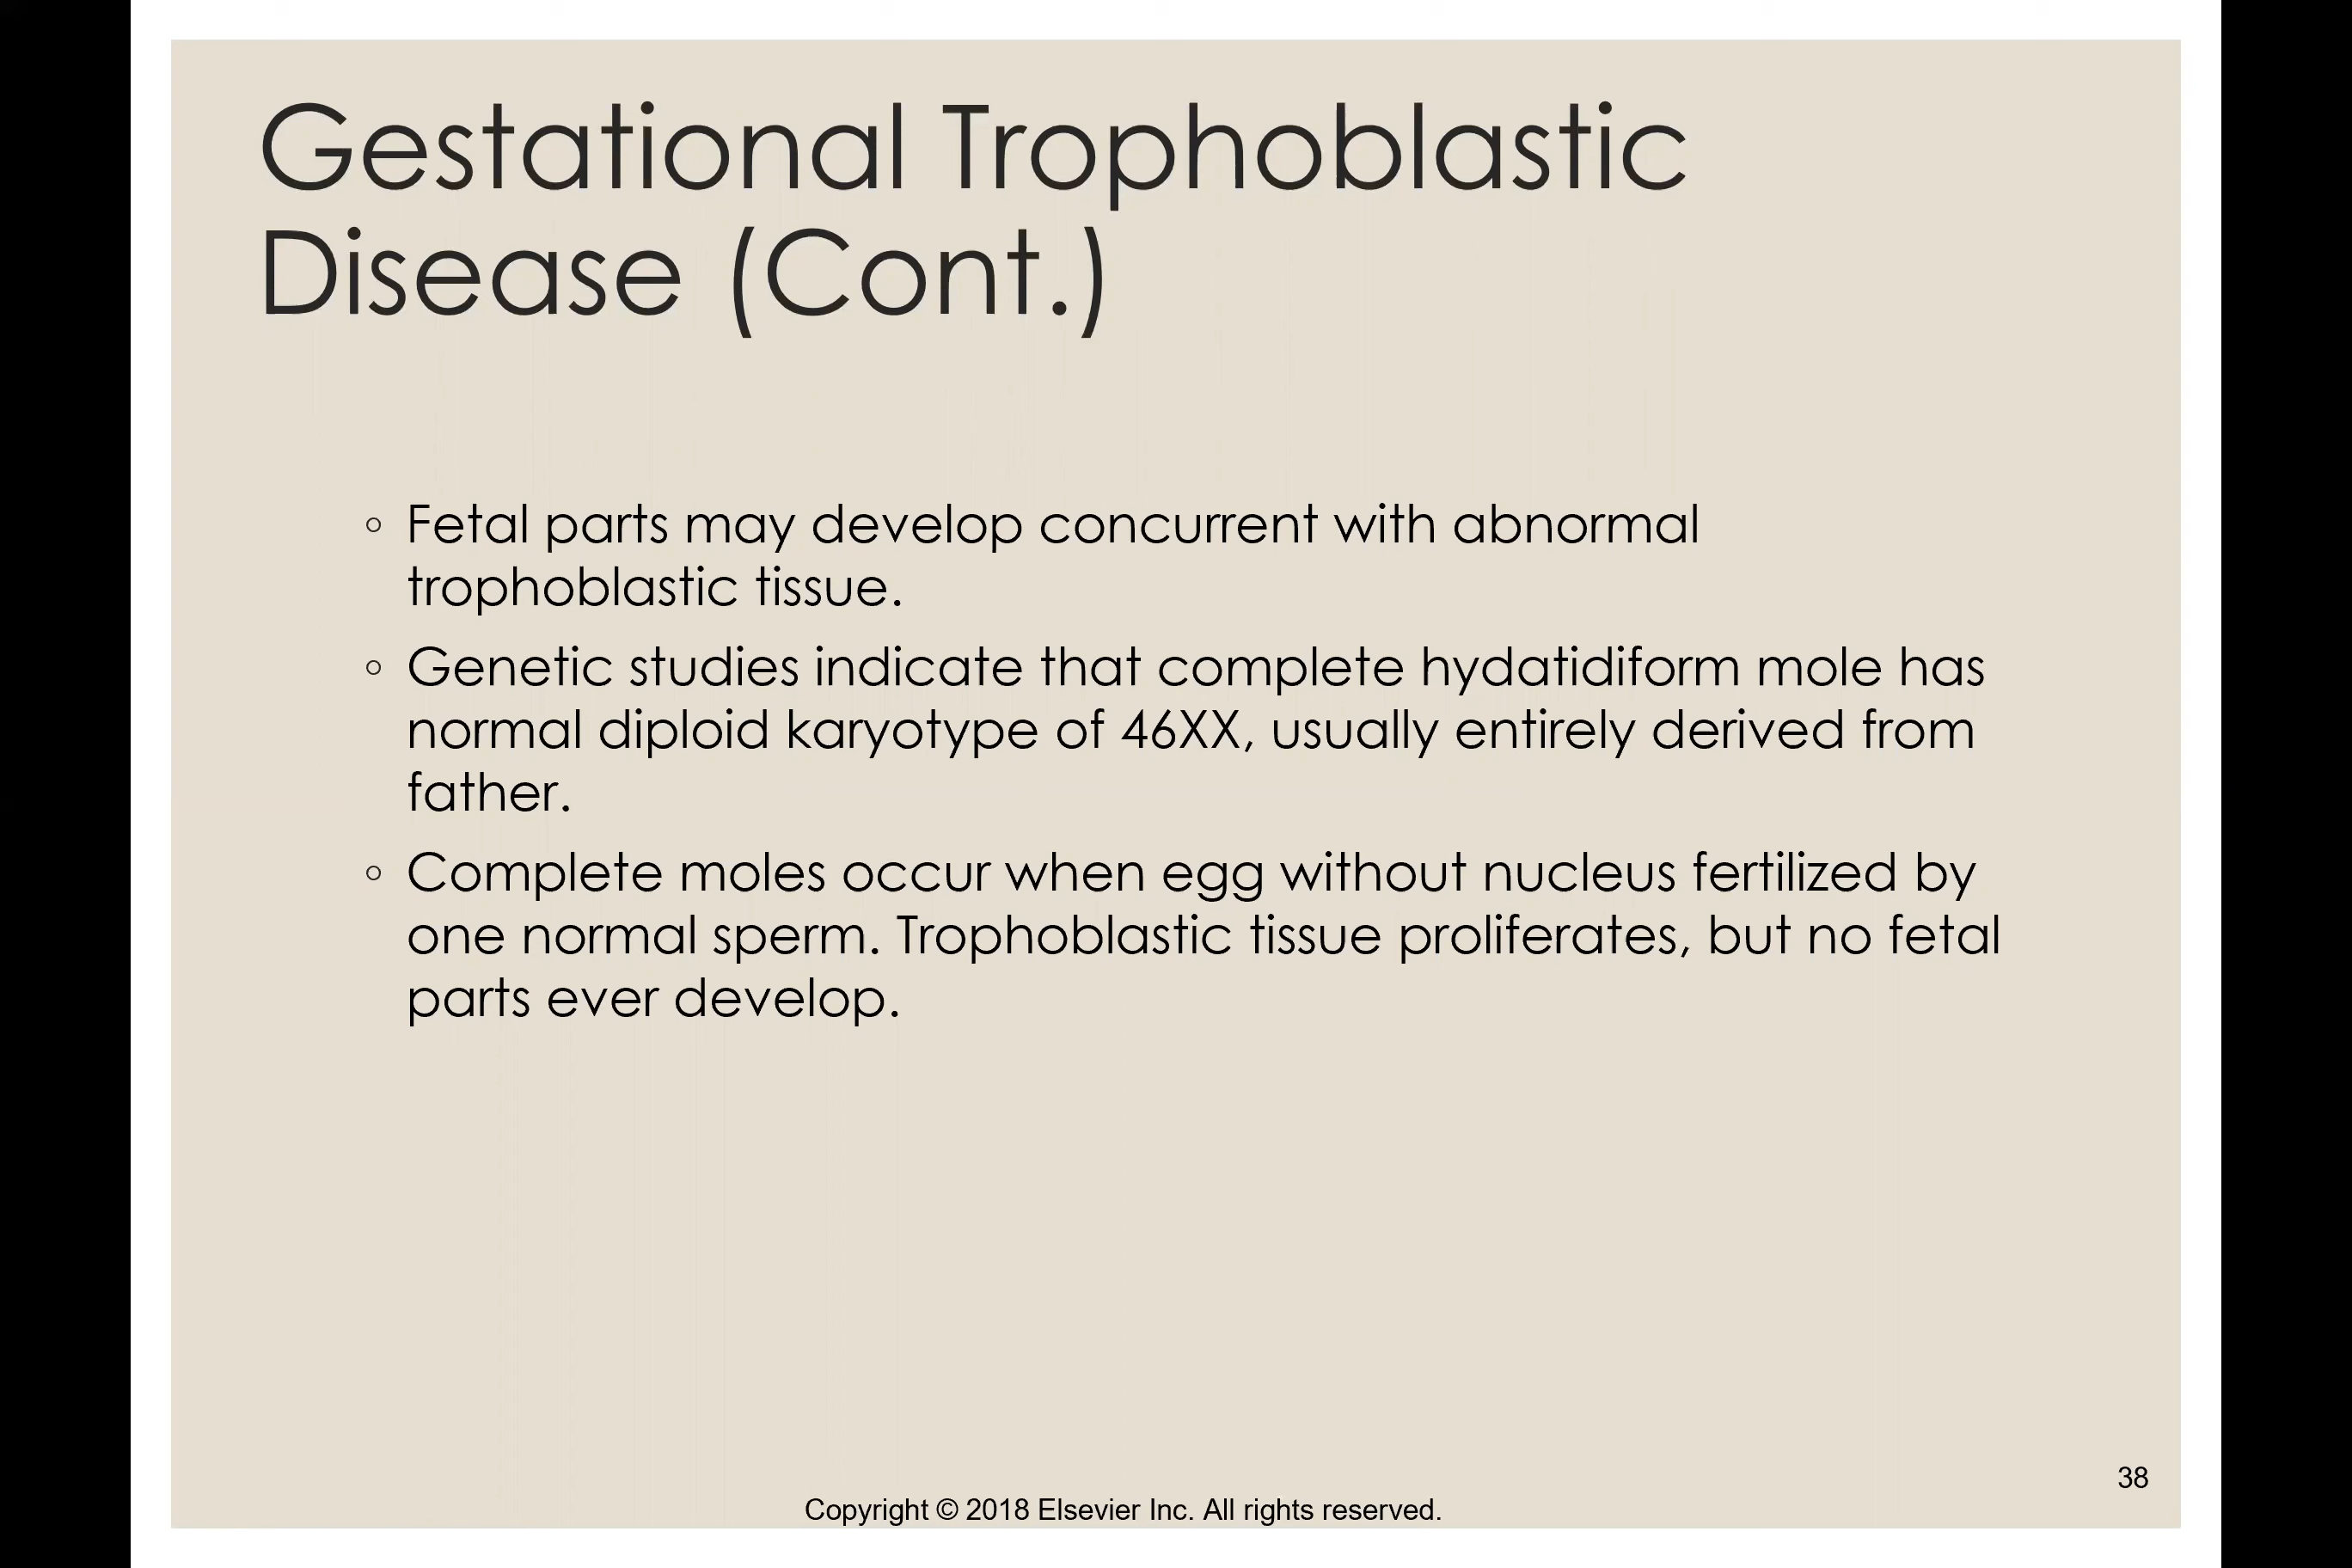 Gestational Trophoblastic
Disease (Cont.)
◦ Fetal parts may develop concurrent with abnormal
trophoblastic tissue.
◦ Genetic studies indicate that complete hydatidiform mole has
normal diploid karyotype of 46XX, usually entirely derived from
father.
◦ Complete moles occur when egg without nucleus fertilized by
one normal sperm. Trophoblastic tissue proliferates, but no fetal
parts ever develop.
38
Copyright © 2018 Elsevier Inc. All rights reserved.